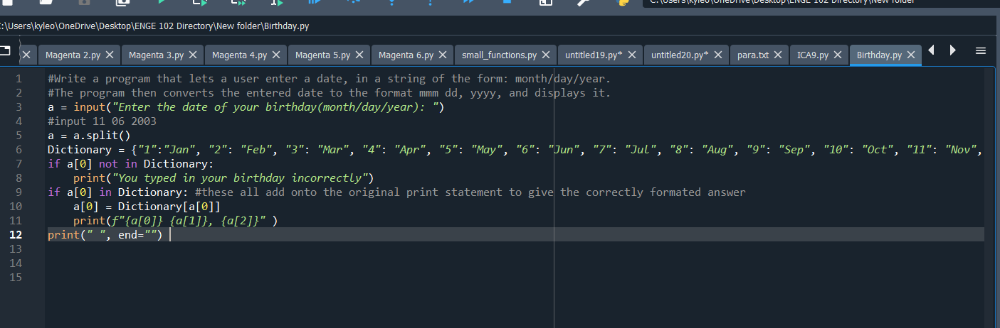 C:\Users\kyleo\OneDrive\Desktop\ENGE 102 Directory\New folder
:\Users\kyleo\OneDrive\Desktop\ENGE 102 Directory\New folder\Birthday.py
Magenta 2.py Magenta 3.py Magenta 4.py Magenta 5.py Magenta 6.py small_functions.py untitled19.py* untitled20.py* para.txt ICA9.py Birthday.py
1 #Write a program that lets a user enter a date, in a string of the form: month/day/year.
2 #The program then converts the entered date to the format mmm dd, yyyy, and displays it.
3 a = input("Enter the date of your birthday(month/day/year): ")
4 #input 11 06 2003
5 a = a.split()
6 Dictionary = {"1":"Jan", "2": "Feb", "3": "Mar", "4": "Apr", "5": "May", "6": "Jun", "7": "Jul", "8": "Aug", "9": "Sep", "10": "Oct", "11": "Nov",
7 if a[0] not in Dictionary:
8     print("You typed in your birthday incorrectly")
9 if a[0] in Dictionary: #these all add onto the original print statement to give the correctly formated answer
10     a[0] = Dictionary[a[0]]
11     print(f"{a[0]} {a[1]}, {a[2]}" )
12 print(" ", end="")
13
14
15